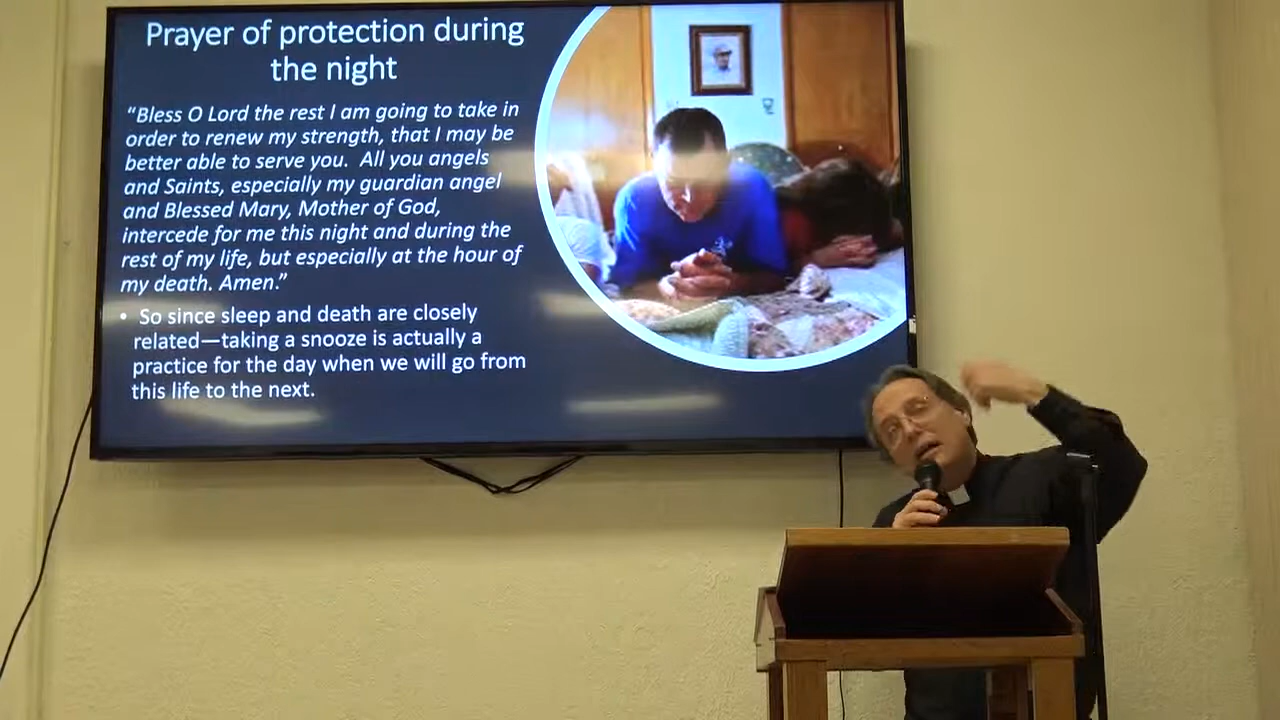 Prayer of protection during
the night
“Bless O Lord the rest I am going to take in
order to renew my strength, that I may be
better able to serve you.  All you angels
and Saints, especially my guardian angel
and Blessed Mary, Mother of God,
intercede for me this night and during the
rest of my life, but especially at the hour of
my death. Amen.”
• So since sleep and death are closely
related—taking a snooze is actually a
practice for the day when we will go from
this life to the next.